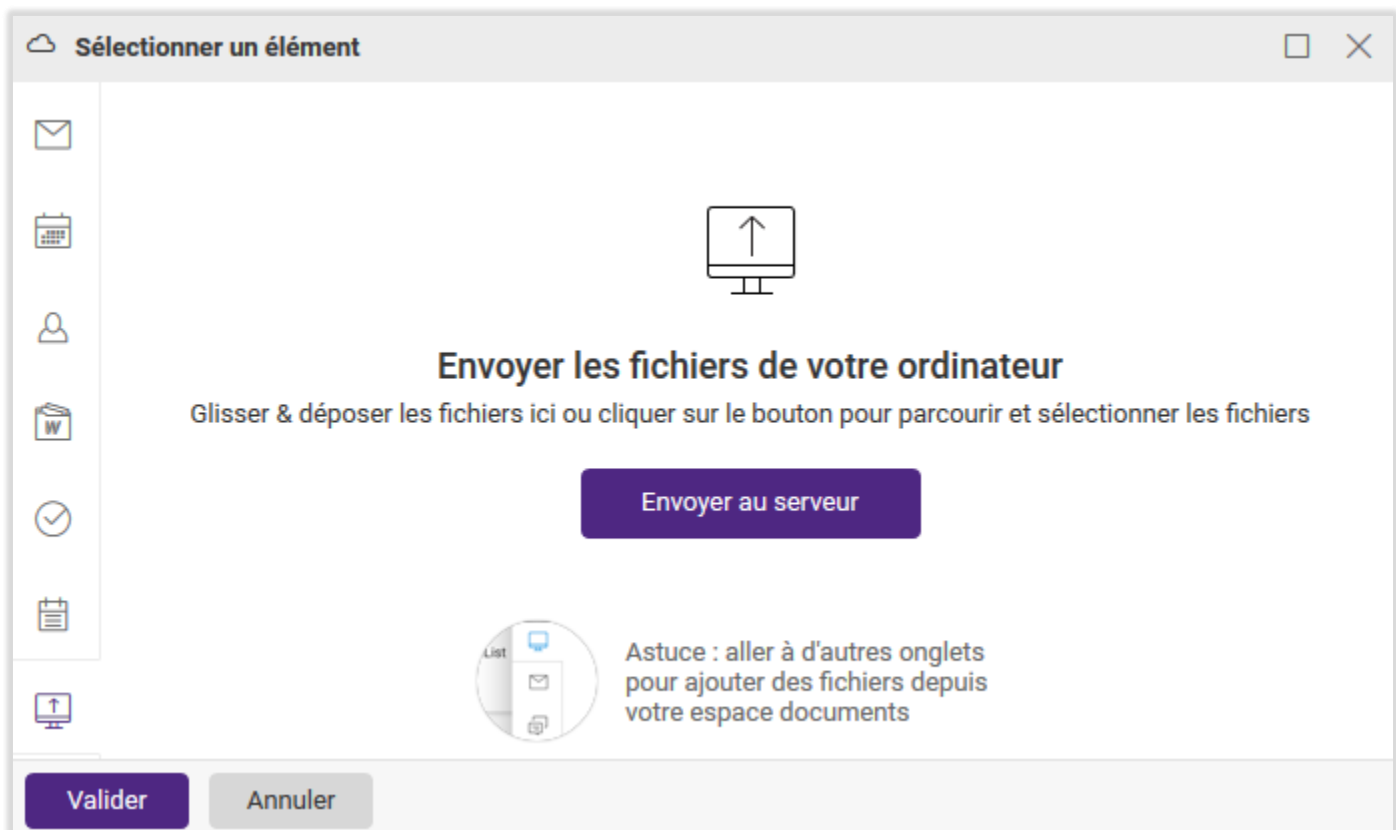 Sélectionner un élément
W
Envoyer les fichiers de votre ordinateur
Glisser & déposer les fichiers ici ou cliquer sur le bouton pour parcourir et sélectionner les fichiers
Envoyer au serveur
List
Astuce : aller à d'autres onglets
pour ajouter des fichiers depuis
votre espace documents
Valider
Annuler